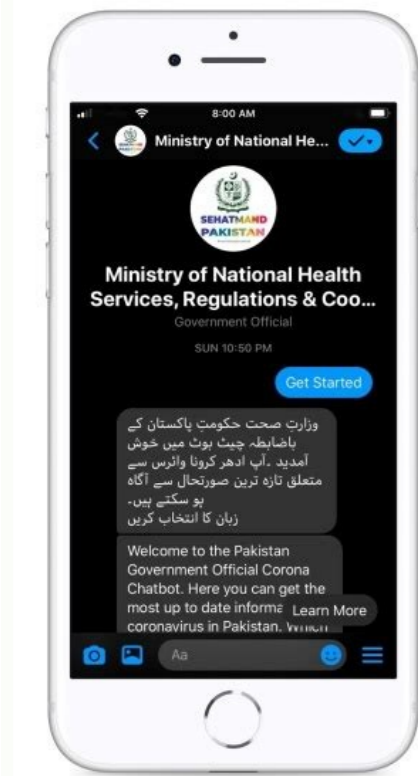 8:00 AM
Ministry of National He...
SEHATMAND
PAKISTAN
Ministry of National Health
Services, Regulations & Coo...
Government Official
SUN 10:50 PM
Get Started
وزارتِ صحت حکومتِ پاکستان کے
باضابطہ چیٹ بوٹ میں خوش
آمدید ۔آپ ادھر کرونا وائرس سے
متعلق تازہ ترین صورتحال سے آگاہ
ہو سکتے ہیں۔
زبان کا انتخاب کریں
Welcome to the Pakistan
Government Official Corona
Chatbot. Here you can get the
most up to date informa
Learn More
coronavirus in Pakistan. Which
Aa